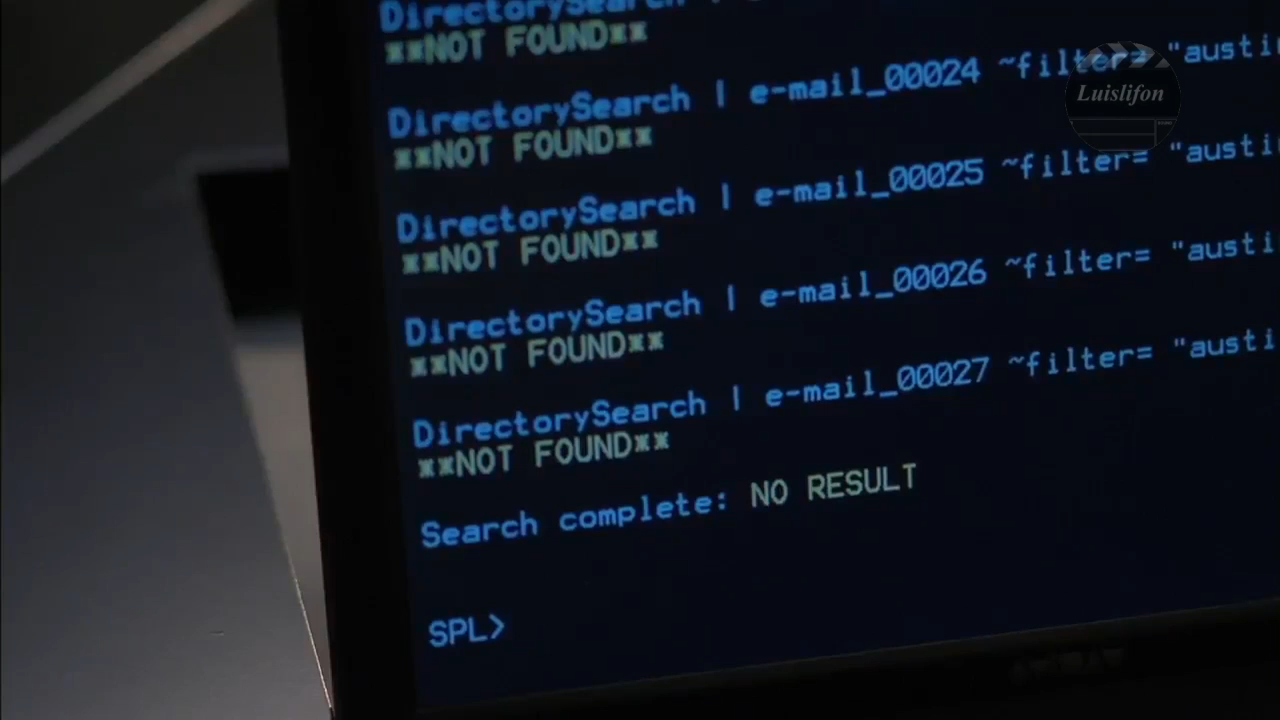 DirectorySearch |
**NOT FOUND**
DirectorySearch | e-mail_00024 ~filter= "austi
**NOT FOUND**
DirectorySearch | e-mail_00025 ~filter= "austi
**NOT FOUND**
DirectorySearch | e-mail_00026 ~filter= "austi
**NOT FOUND**
DirectorySearch | e-mail_00027 ~filter= "austi
**NOT FOUND**
Search complete: NO RESULT
SPL>
Luislifon